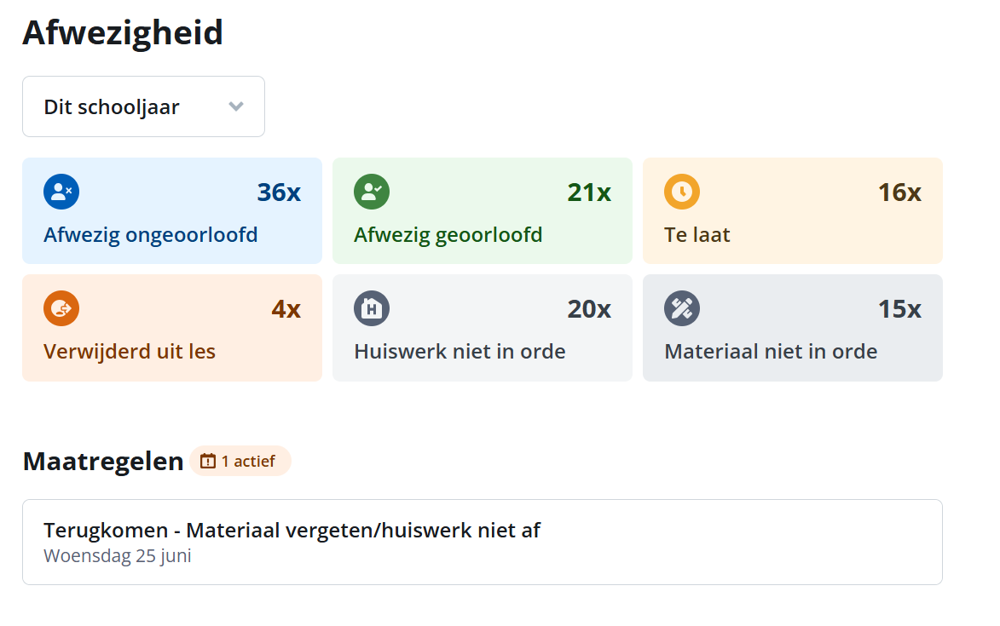 Afwezigheid
Dit schooljaar
36x
Afwezig ongeoorloofd
21x
Afwezig geoorloofd
16x
Te laat
4x
Verwijderd uit les
H
20x
Huiswerk niet in orde
15x
Materiaal niet in orde
Maatregelen 1 actief
Terugkomen - Materiaal vergeten/huiswerk niet af
Woensdag 25 juni